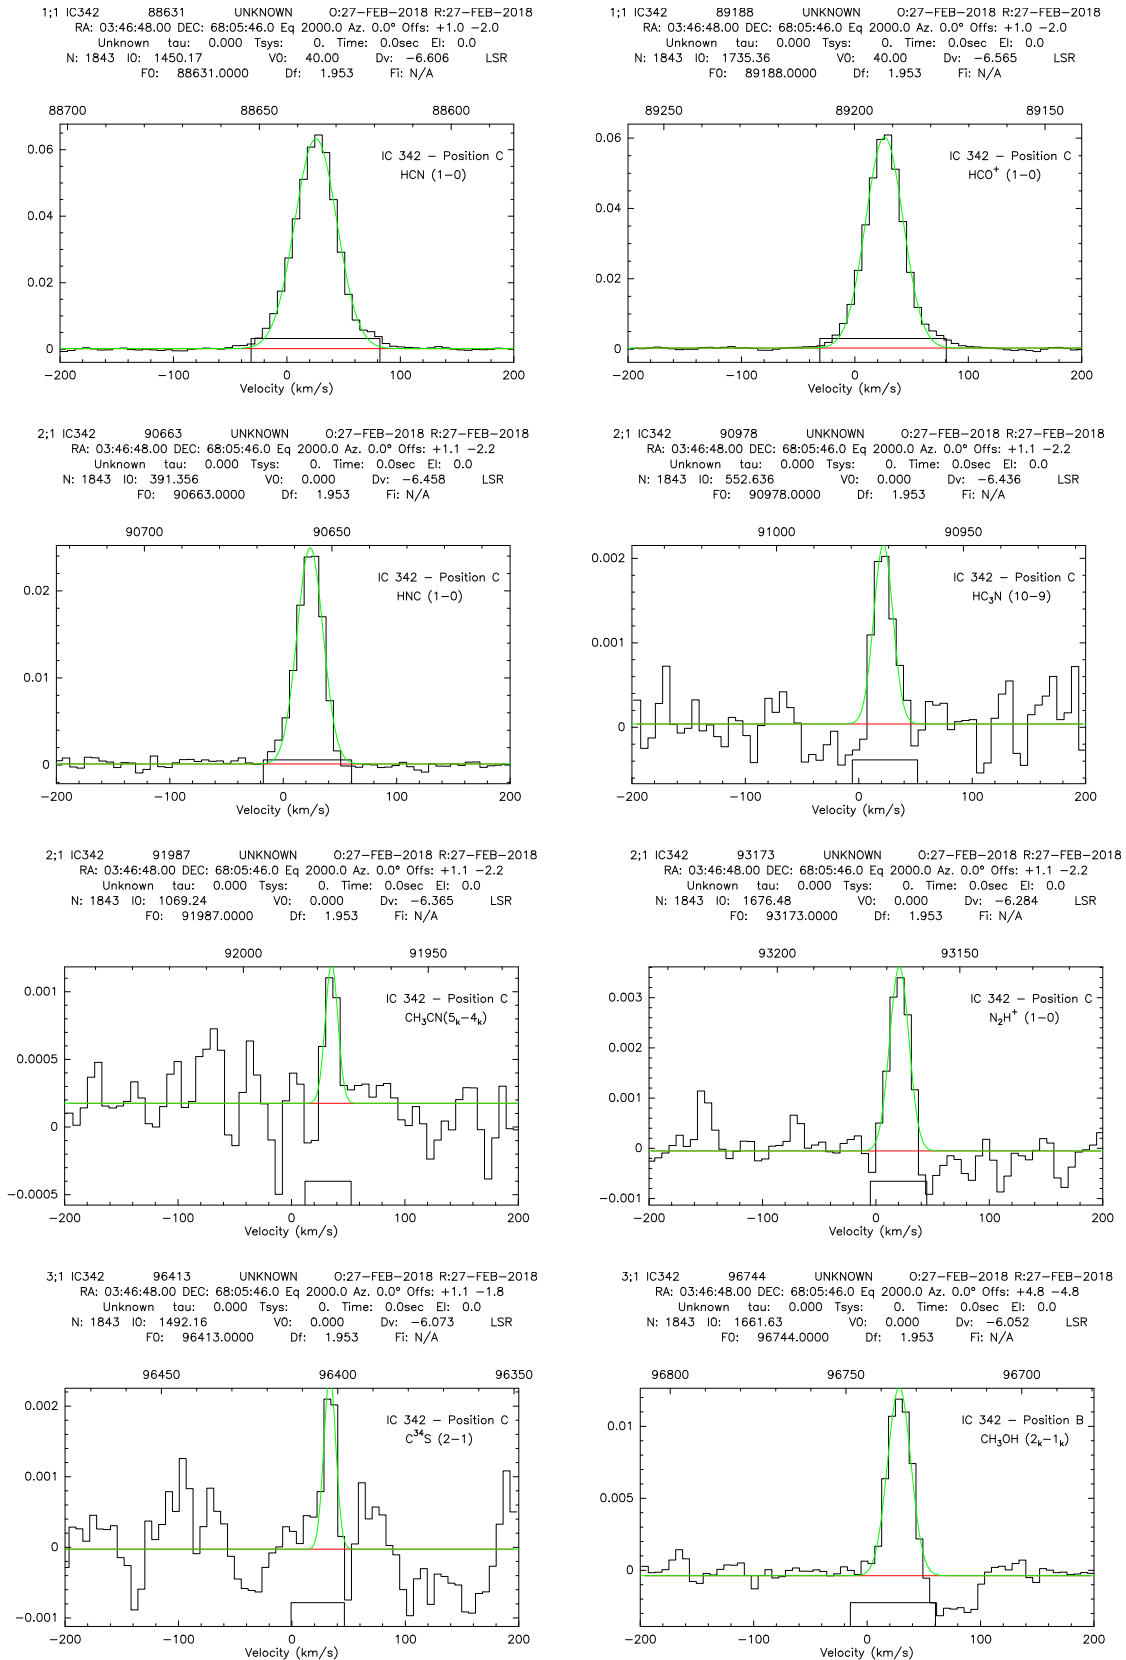 1;1 IC342 88631 UNKNOWN O:27-FEB-2018 R:27-FEB-2018
RA: 03:46:48.00 DEC: 68:05:46.0 Eq 2000.0 Az. 0.0° Offs: +1.0 -2.0
Unknown tau: 0.000 Tsys: 0. Time: 0.0sec El: 0.0
N: 1843 I0: 1450.17 V0: 40.00 Dv: -6.606 LSR
F0: 88631.0000 Df: 1.953 Fi: N/A
88700 88650 88600
IC 342 - Position C
HCN (1-0)
0.06
0.04
0.02
0
-200 -100 0 100 200
Velocity (km/s)
1;1 IC342 89188 UNKNOWN O:27-FEB-2018 R:27-FEB-2018
RA: 03:46:48.00 DEC: 68:05:46.0 Eq 2000.0 Az. 0.0° Offs: +1.0 -2.0
Unknown tau: 0.000 Tsys: 0. Time: 0.0sec El: 0.0
N: 1843 I0: 1735.36 V0: 40.00 Dv: -6.565 LSR
F0: 89188.0000 Df: 1.953 Fi: N/A
89250 89200 89150
IC 342 - Position C
HCO⁺ (1-0)
0.06
0.04
0.02
0
-200 -100 0 100 200
Velocity (km/s)
2;1 IC342 90663 UNKNOWN O:27-FEB-2018 R:27-FEB-2018
RA: 03:46:48.00 DEC: 68:05:46.0 Eq 2000.0 Az. 0.0° Offs: +1.1 -2.2
Unknown tau: 0.000 Tsys: 0. Time: 0.0sec El: 0.0
N: 1843 I0: 391.356 V0: 0.000 Dv: -6.458 LSR
F0: 90663.0000 Df: 1.953 Fi: N/A
90700 90650
IC 342 - Position C
HNC (1-0)
0.02
0.01
0
-200 -100 0 100 200
Velocity (km/s)
2;1 IC342 90978 UNKNOWN O:27-FEB-2018 R:27-FEB-2018
RA: 03:46:48.00 DEC: 68:05:46.0 Eq 2000.0 Az. 0.0° Offs: +1.1 -2.2
Unknown tau: 0.000 Tsys: 0. Time: 0.0sec El: 0.0
N: 1843 I0: 552.636 V0: 0.000 Dv: -6.436 LSR
F0: 90978.0000 Df: 1.953 Fi: N/A
91000 90950
IC 342 - Position C
HC₃N (10-9)
0.002
0.001
0
-200 -100 0 100 200
Velocity (km/s)
2;1 IC342 91987 UNKNOWN O:27-FEB-2018 R:27-FEB-2018
RA: 03:46:48.00 DEC: 68:05:46.0 Eq 2000.0 Az. 0.0° Offs: +1.1 -2.2
Unknown tau: 0.000 Tsys: 0. Time: 0.0sec El: 0.0
N: 1843 I0: 1069.24 V0: 0.000 Dv: -6.365 LSR
F0: 91987.0000 Df: 1.953 Fi: N/A
92000 91950
IC 342 - Position C
CH₃CN(5ₖ-4ₖ)
0.001
0.0005
0
-0.0005
-200 -100 0 100 200
Velocity (km/s)
2;1 IC342 93173 UNKNOWN O:27-FEB-2018 R:27-FEB-2018
RA: 03:46:48.00 DEC: 68:05:46.0 Eq 2000.0 Az. 0.0° Offs: +1.1 -2.2
Unknown tau: 0.000 Tsys: 0. Time: 0.0sec El: 0.0
N: 1843 I0: 1676.48 V0: 0.000 Dv: -6.284 LSR
F0: 93173.0000 Df: 1.953 Fi: N/A
93200 93150
IC 342 - Position C
N₂H⁺ (1-0)
0.003
0.002
0.001
0
-0.001
-200 -100 0 100 200
Velocity (km/s)
3;1 IC342 96413 UNKNOWN O:27-FEB-2018 R:27-FEB-2018
RA: 03:46:48.00 DEC: 68:05:46.0 Eq 2000.0 Az. 0.0° Offs: +1.1 -1.8
Unknown tau: 0.000 Tsys: 0. Time: 0.0sec El: 0.0
N: 1843 I0: 1492.16 V0: 0.000 Dv: -6.073 LSR
F0: 96413.0000 Df: 1.953 Fi: N/A
96450 96400 96350
IC 342 - Position C
C³⁴S (2-1)
0.002
0.001
0
-0.001
-200 -100 0 100 200
Velocity (km/s)
3;1 IC342 96744 UNKNOWN O:27-FEB-2018 R:27-FEB-2018
RA: 03:46:48.00 DEC: 68:05:46.0 Eq 2000.0 Az. 0.0° Offs: +4.8 -4.8
Unknown tau: 0.000 Tsys: 0. Time: 0.0sec El: 0.0
N: 1843 I0: 1661.63 V0: 0.000 Dv: -6.052 LSR
F0: 96744.0000 Df: 1.953 Fi: N/A
96800 96750 96700
IC 342 - Position B
CH₃OH (2ₖ-1ₖ)
0.01
0.005
0
-200 -100 0 100 200
Velocity (km/s)